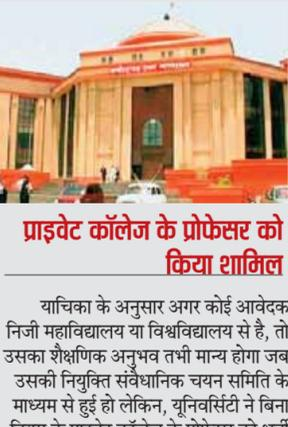 प्राइवेट कॉलेज के प्रोफेसर को
किया शामिल
याचिका के अनुसार अगर कोई आवेदक
निजी महाविद्यालय या विश्वविद्यालय से है, तो
उसका शैक्षणिक अनुभव तभी मान्य होगा जब
उसकी नियुक्ति संवैधानिक चयन समिति के
माध्यम से हुई हो लेकिन, यूनिवर्सिटी ने बिना